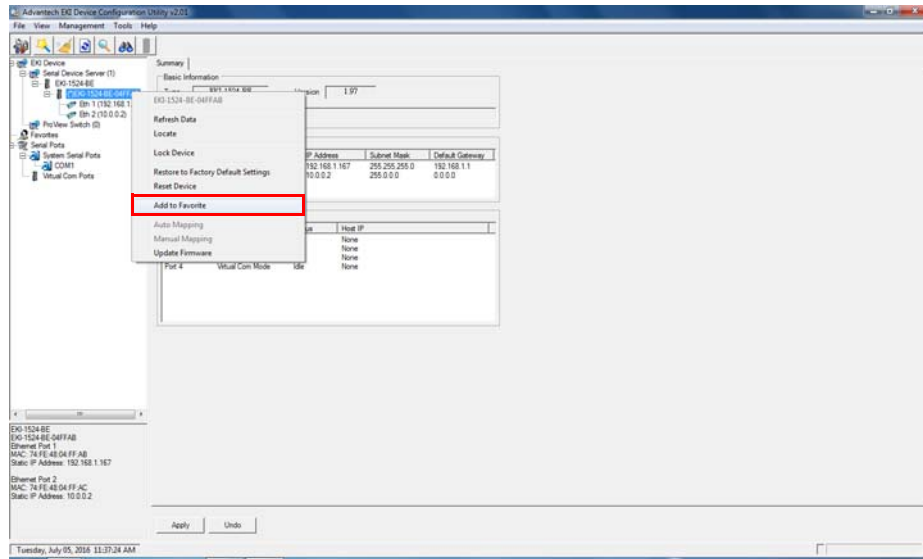 Advantech EKI Device Configuration Utility v2.01
File View Management Tools Help
EKI Device
Serial Device Server (1)
EKI-1524-BE
Eth 1 (192.168.1.
Eth 2 (10.0.0.2)
ProView Switch (0)
Favorites
Serial Ports
System Serial Ports
COM1
Virtual Com Ports
EKI-1524-BE-04FFAB
Refresh Data
Locate
Lock Device
Restore to Factory Default Settings
Reset Device
Add to Favorite
Auto Mapping
Manual Mapping
Update Firmware
Summary
Basic Information
1.97
IP Address Subnet Mask Default Gateway
192.168.1.167 255.255.255.0 192.168.1.1
10.0.0.2 255.0.0.0 0.0.0.0
Host IP
None
None
None
Port 4 Virtual Com Mode Idle None
EKI-1524-BE
EKI-1524-BE-04FFAB
Ethernet Port 1
MAC: 74:FE:48:04:FF:AB
Static IP Address: 192.168.1.167
Ethernet Port 2
MAC: 74:FE:48:04:FF:AC
Static IP Address: 10.0.0.2
Apply Undo
Tuesday, July 05, 2016 11:37:24 AM